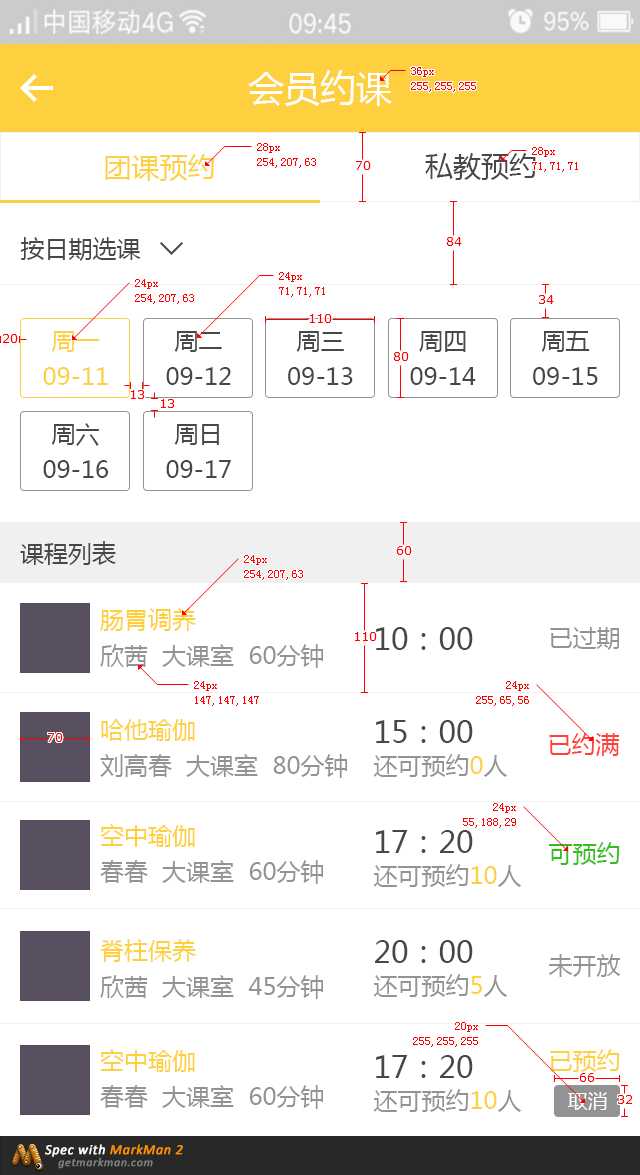 中国移动4G 09:45 95%
会员约课
36px
255, 255, 255
团课预约
28px
254, 207, 63
70
私教预约
28px
71, 71, 71
按日期选课
84
24px
254, 207, 63
24px
71, 71, 71
34
20
周一
09-11
周二
09-12
110
周三
09-13
80
周四
09-14
周五
09-15
13
13
周六
09-16
周日
09-17
课程列表
60
24px
254, 207, 63
肠胃调养
欣茜 大课室 60分钟
110
10：00
已过期
24px
147, 147, 147
24px
255, 65, 56
70
哈他瑜伽
刘高春 大课室 80分钟
15：00
还可预约0人
已约满
24px
55, 188, 29
空中瑜伽
春春 大课室 60分钟
17：20
还可预约10人
可预约
脊柱保养
欣茜 大课室 45分钟
20：00
还可预约5人
未开放
20px
255, 255, 255
空中瑜伽
春春 大课室 60分钟
17：20
还可预约10人
已预约
66
取消
32
Spec with MarkMan 2
getmarkman.com